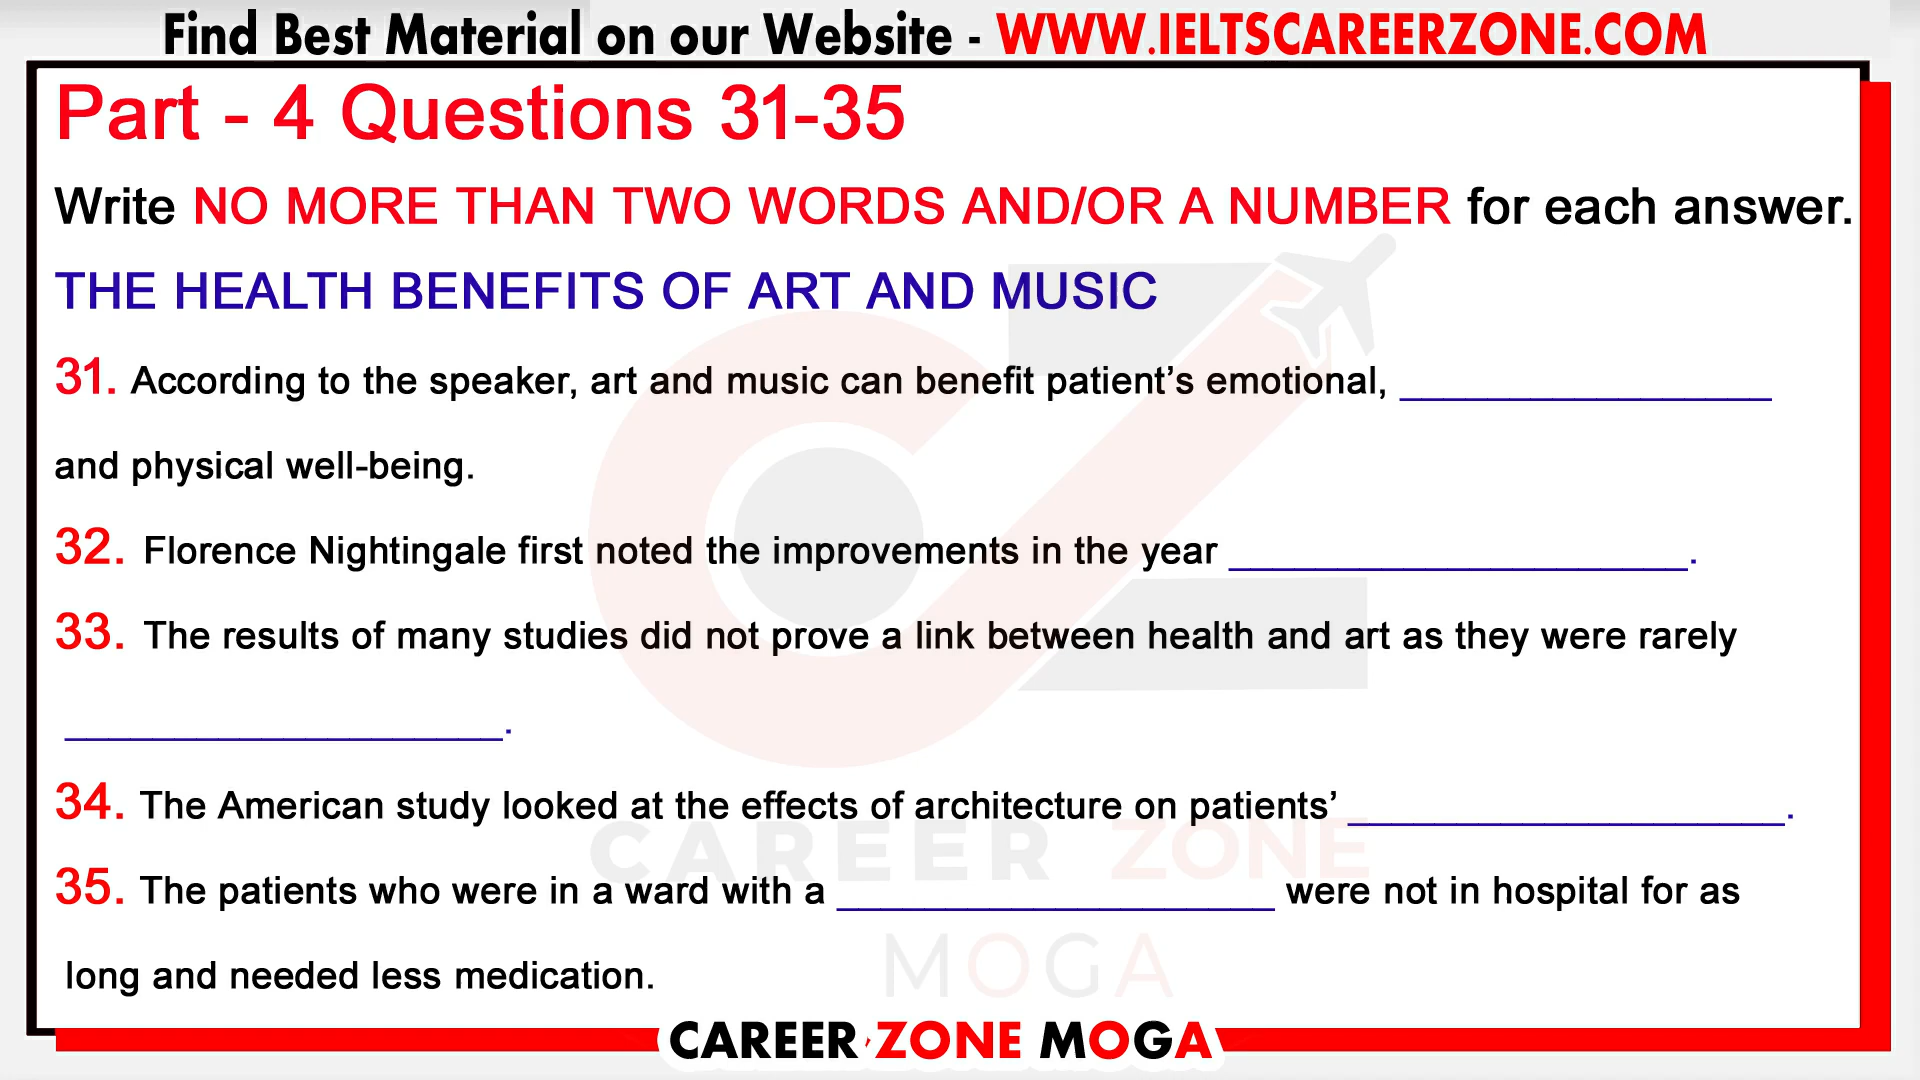 Find Best Material on our Website - WWW.IELTSCAREERZONE.COM
Part - 4 Questions 31-35
Write NO MORE THAN TWO WORDS AND/OR A NUMBER for each answer.
THE HEALTH BENEFITS OF ART AND MUSIC
31. According to the speaker, art and music can benefit patient’s emotional, _________________
and physical well-being.
32. Florence Nightingale first noted the improvements in the year _____________________.
33. The results of many studies did not prove a link between health and art as they were rarely
____________________.
34. The American study looked at the effects of architecture on patients’ ____________________.
CAREER ZONE
35. The patients who were in a ward with a ____________________ were not in hospital for as
MOGA
long and needed less medication.
CAREER ZONE MOGA